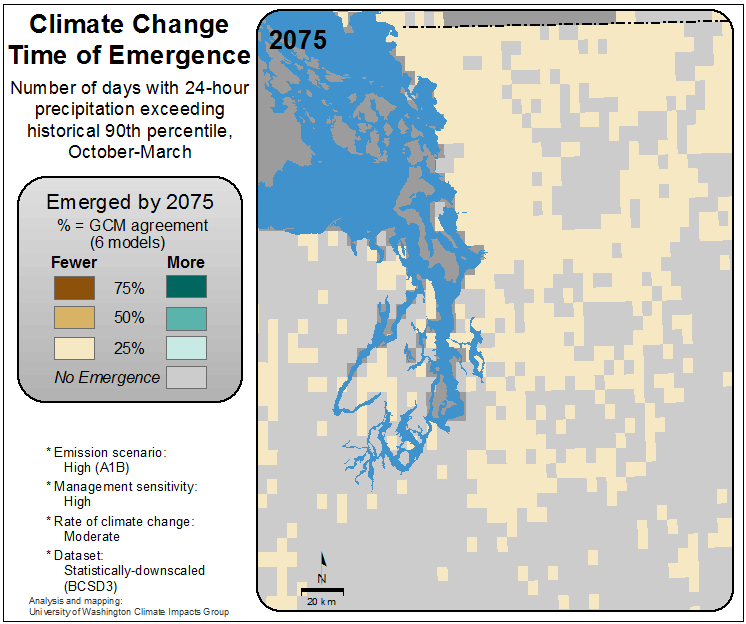 Climate Change
Time of Emergence
Number of days with 24-hour
precipitation exceeding
historical 90th percentile,
October-March
Emerged by 2075
% = GCM agreement
(6 models)
Fewer More
75%
50%
25%
No Emergence
* Emission scenario:
High (A1B)
* Management sensitivity:
High
* Rate of climate change:
Moderate
* Dataset:
Statistically-downscaled
(BCSD3)
Analysis and mapping:
University of Washington Climate Impacts Group
2075
N
20 km